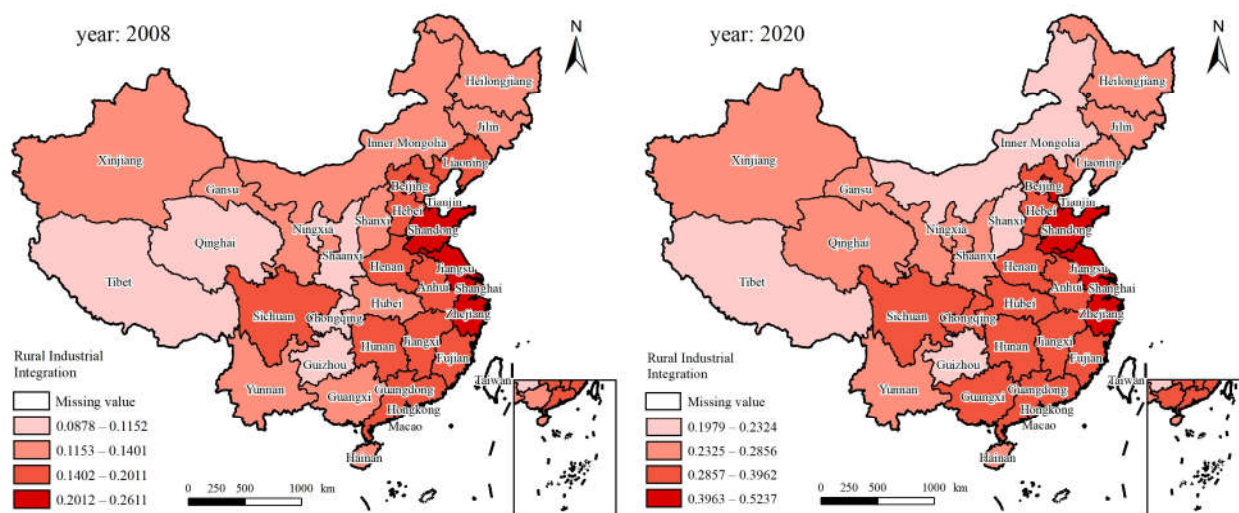 year: 2008
N
Heilongjiang
Jilin
Inner Mongolia
Liaoning
Xinjiang
Beijing
Gansu
Tianjin
Hebei
Shanxi
Ningxia
Shandong
Qinghai
Shaanxi
Henan
Jiangsu
Tibet
Anhui
Shanghai
Hubei
Sichuan
Chongqing
Zhejiang
Hunan
Jiangxi
Guizhou
Fujian
Taiwan
Yunnan
Guangxi
Guangdong
Hongkong
Macao
Hainan
Rural Industrial
Integration
Missing value
0.0878 – 0.1152
0.1153 – 0.1401
0.1402 – 0.2011
0.2012 – 0.2611
0 250 500 1000 km
year: 2020
N
Heilongjiang
Jilin
Inner Mongolia
Liaoning
Xinjiang
Beijing
Gansu
Tianjin
Hebei
Shanxi
Ningxia
Shandong
Qinghai
Shaanxi
Henan
Jiangsu
Tibet
Anhui
Shanghai
Hubei
Sichuan
Chongqing
Zhejiang
Hunan
Jiangxi
Guizhou
Fujian
Taiwan
Yunnan
Guangxi
Guangdong
Hongkong
Macao
Hainan
Rural Industrial
Integration
Missing value
0.1979 – 0.2324
0.2325 – 0.2856
0.2857 – 0.3962
0.3963 – 0.5237
0 250 500 1000 km